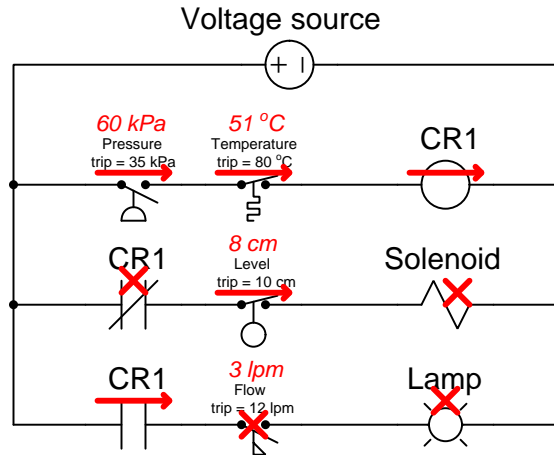 Voltage source
+ −
60 kPa
Pressure
trip = 35 kPa
51 °C
Temperature
trip = 80 °C
CR1
CR1
8 cm
Level
trip = 10 cm
Solenoid
CR1
3 lpm
Flow
trip = 12 lpm
Lamp